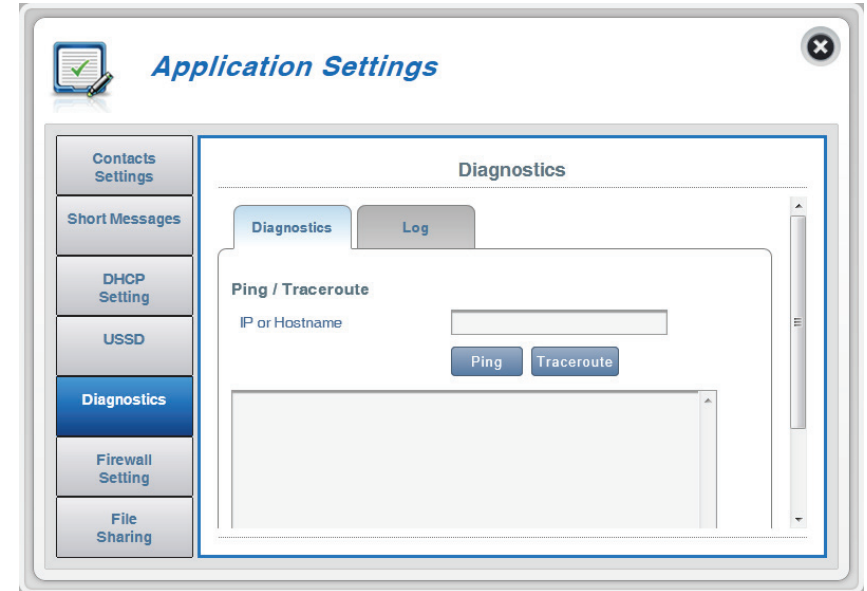 Application Settings
Contacts
Settings
Short Messages
DHCP
Setting
USSD
Diagnostics
Firewall
Setting
File
Sharing
Diagnostics
Diagnostics
Log
Ping / Traceroute
IP or Hostname
Ping
Traceroute